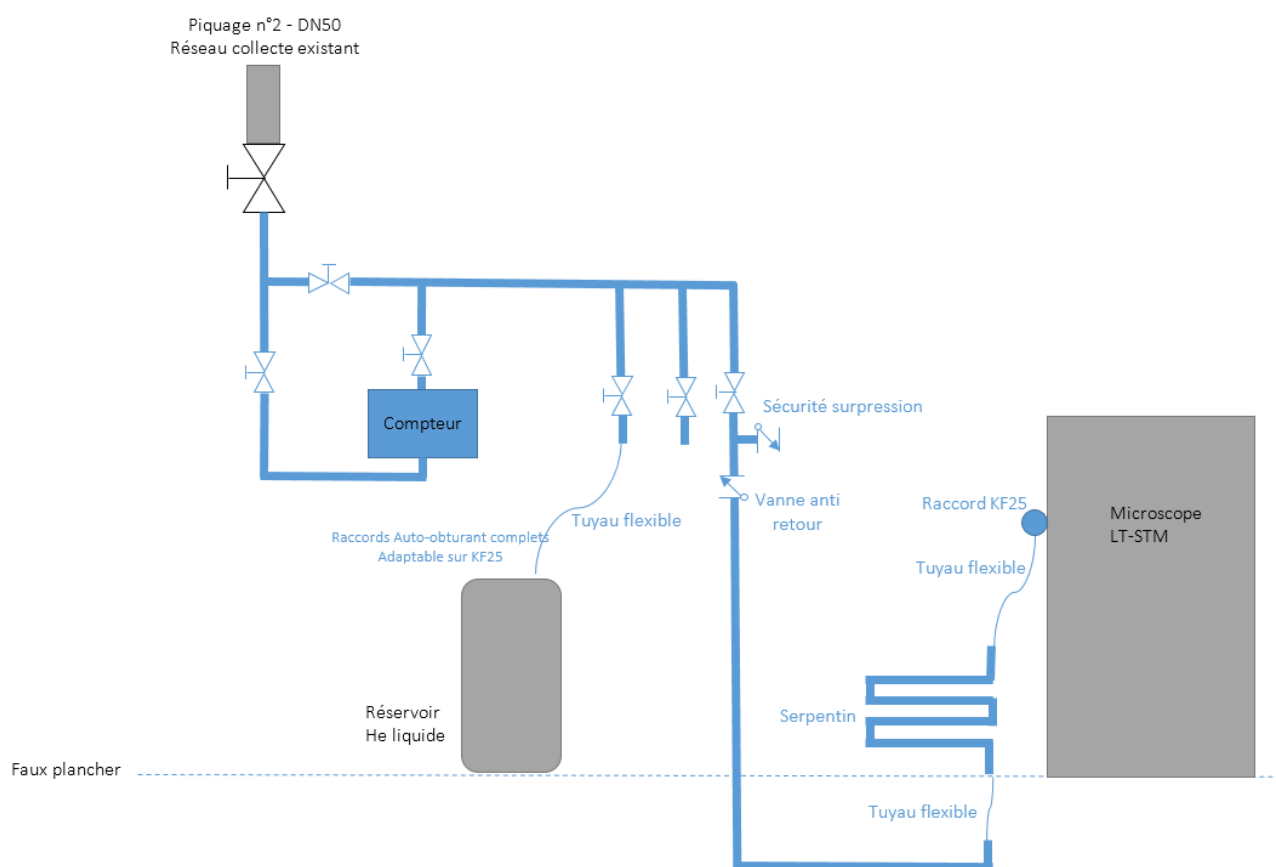 Piquage n°2 - DN50
Réseau collecte existant
Sécurité surpression
Compteur
Vanne anti
retour
Raccord KF25
Microscope
LT-STM
Tuyau flexible
Raccords Auto-obturant complets
Adaptable sur KF25
Tuyau flexible
Réservoir
He liquide
Serpentin
Faux plancher
Tuyau flexible